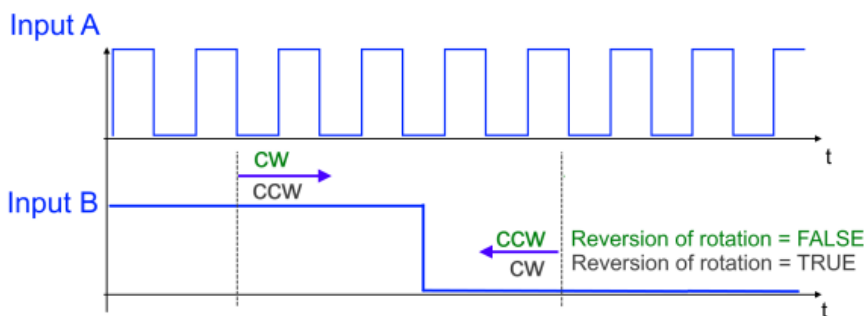 Input A
t
CW
CCW
Input B
CCW Reversion of rotation = FALSE
CW Reversion of rotation = TRUE
t